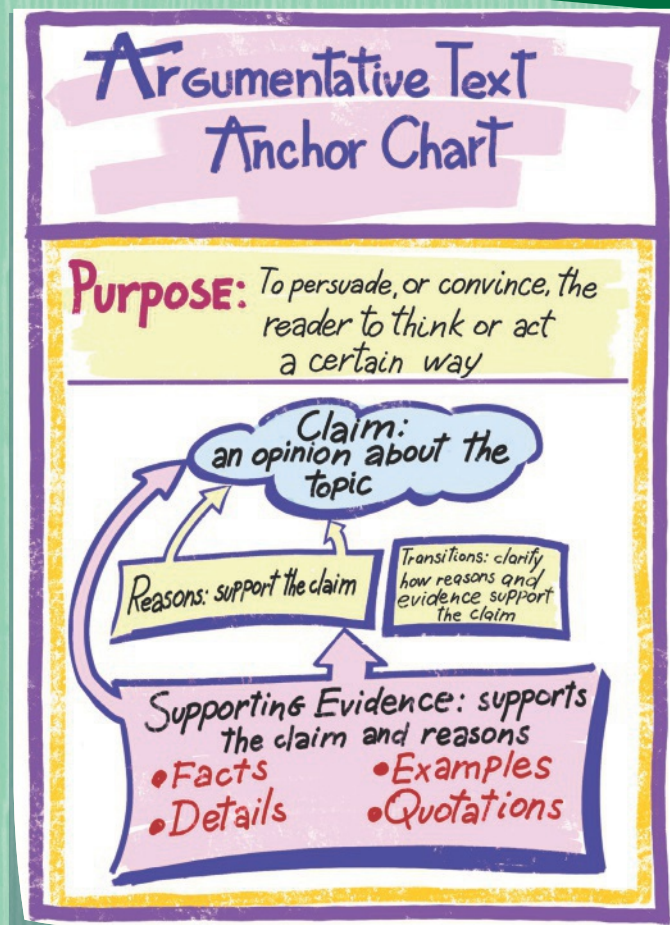 Argumentative Text
Anchor Chart
Purpose: To persuade, or convince, the
reader to think or act
a certain way
Claim:
an opinion about the
topic
Reasons: support the claim
Transitions: clarify
how reasons and
evidence support
the claim
Supporting Evidence: supports
the claim and reasons
•Facts
•Details
•Examples
•Quotations